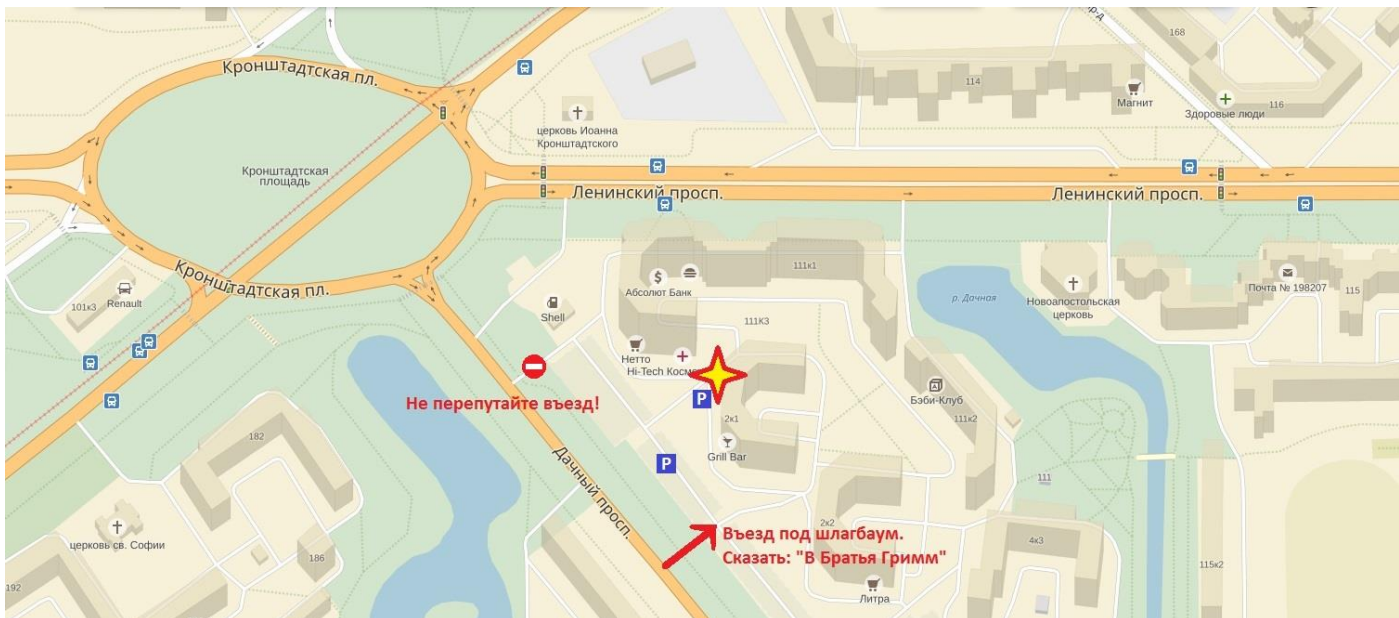 р-д
168
Кронштадтская пл.
114
Магнит
116
Здоровые люди
церковь Иоанна
Кронштадтского
Кронштадтская
площадь
Ленинский просп.
Ленинский просп.
Кронштадтская пл.
101к3
Renault
Shell
$
Абсолют Банк
111к1
р. Дачная
Новоапостольская
церковь
Почта № 198207
115
111К3
Нетто
Hi-Tech Косм
Не перепутайте въезд!
P
2к1
Бэби-Клуб
111к2
182
Grill Bar
P
Дачный просп.
111
церковь св. Софии
186
192
Въезд под шлагбаум.
Сказать: "В Братья Гримм"
2к2
4к3
115к2
Литра